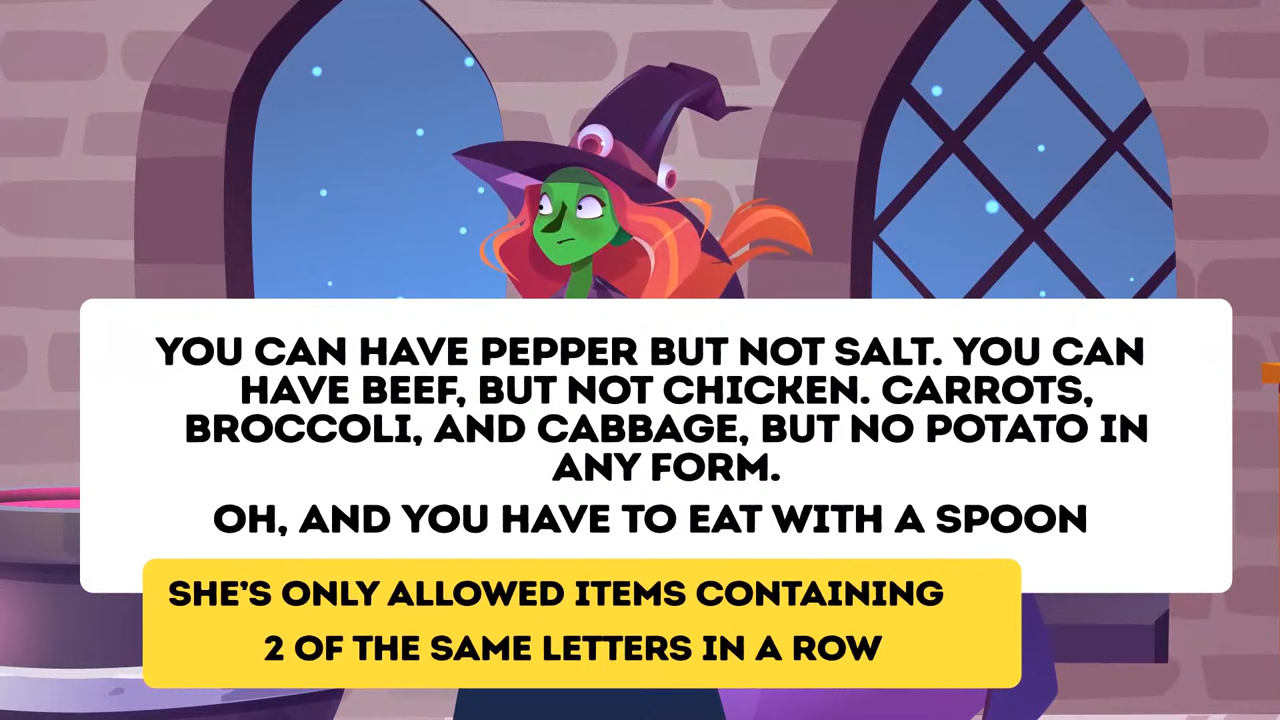 YOU CAN HAVE PEPPER BUT NOT SALT. YOU CAN
HAVE BEEF, BUT NOT CHICKEN. CARROTS,
BROCCOLI, AND CABBAGE, BUT NO POTATO IN
ANY FORM.
OH, AND YOU HAVE TO EAT WITH A SPOON
SHE'S ONLY ALLOWED ITEMS CONTAINING
2 OF THE SAME LETTERS IN A ROW